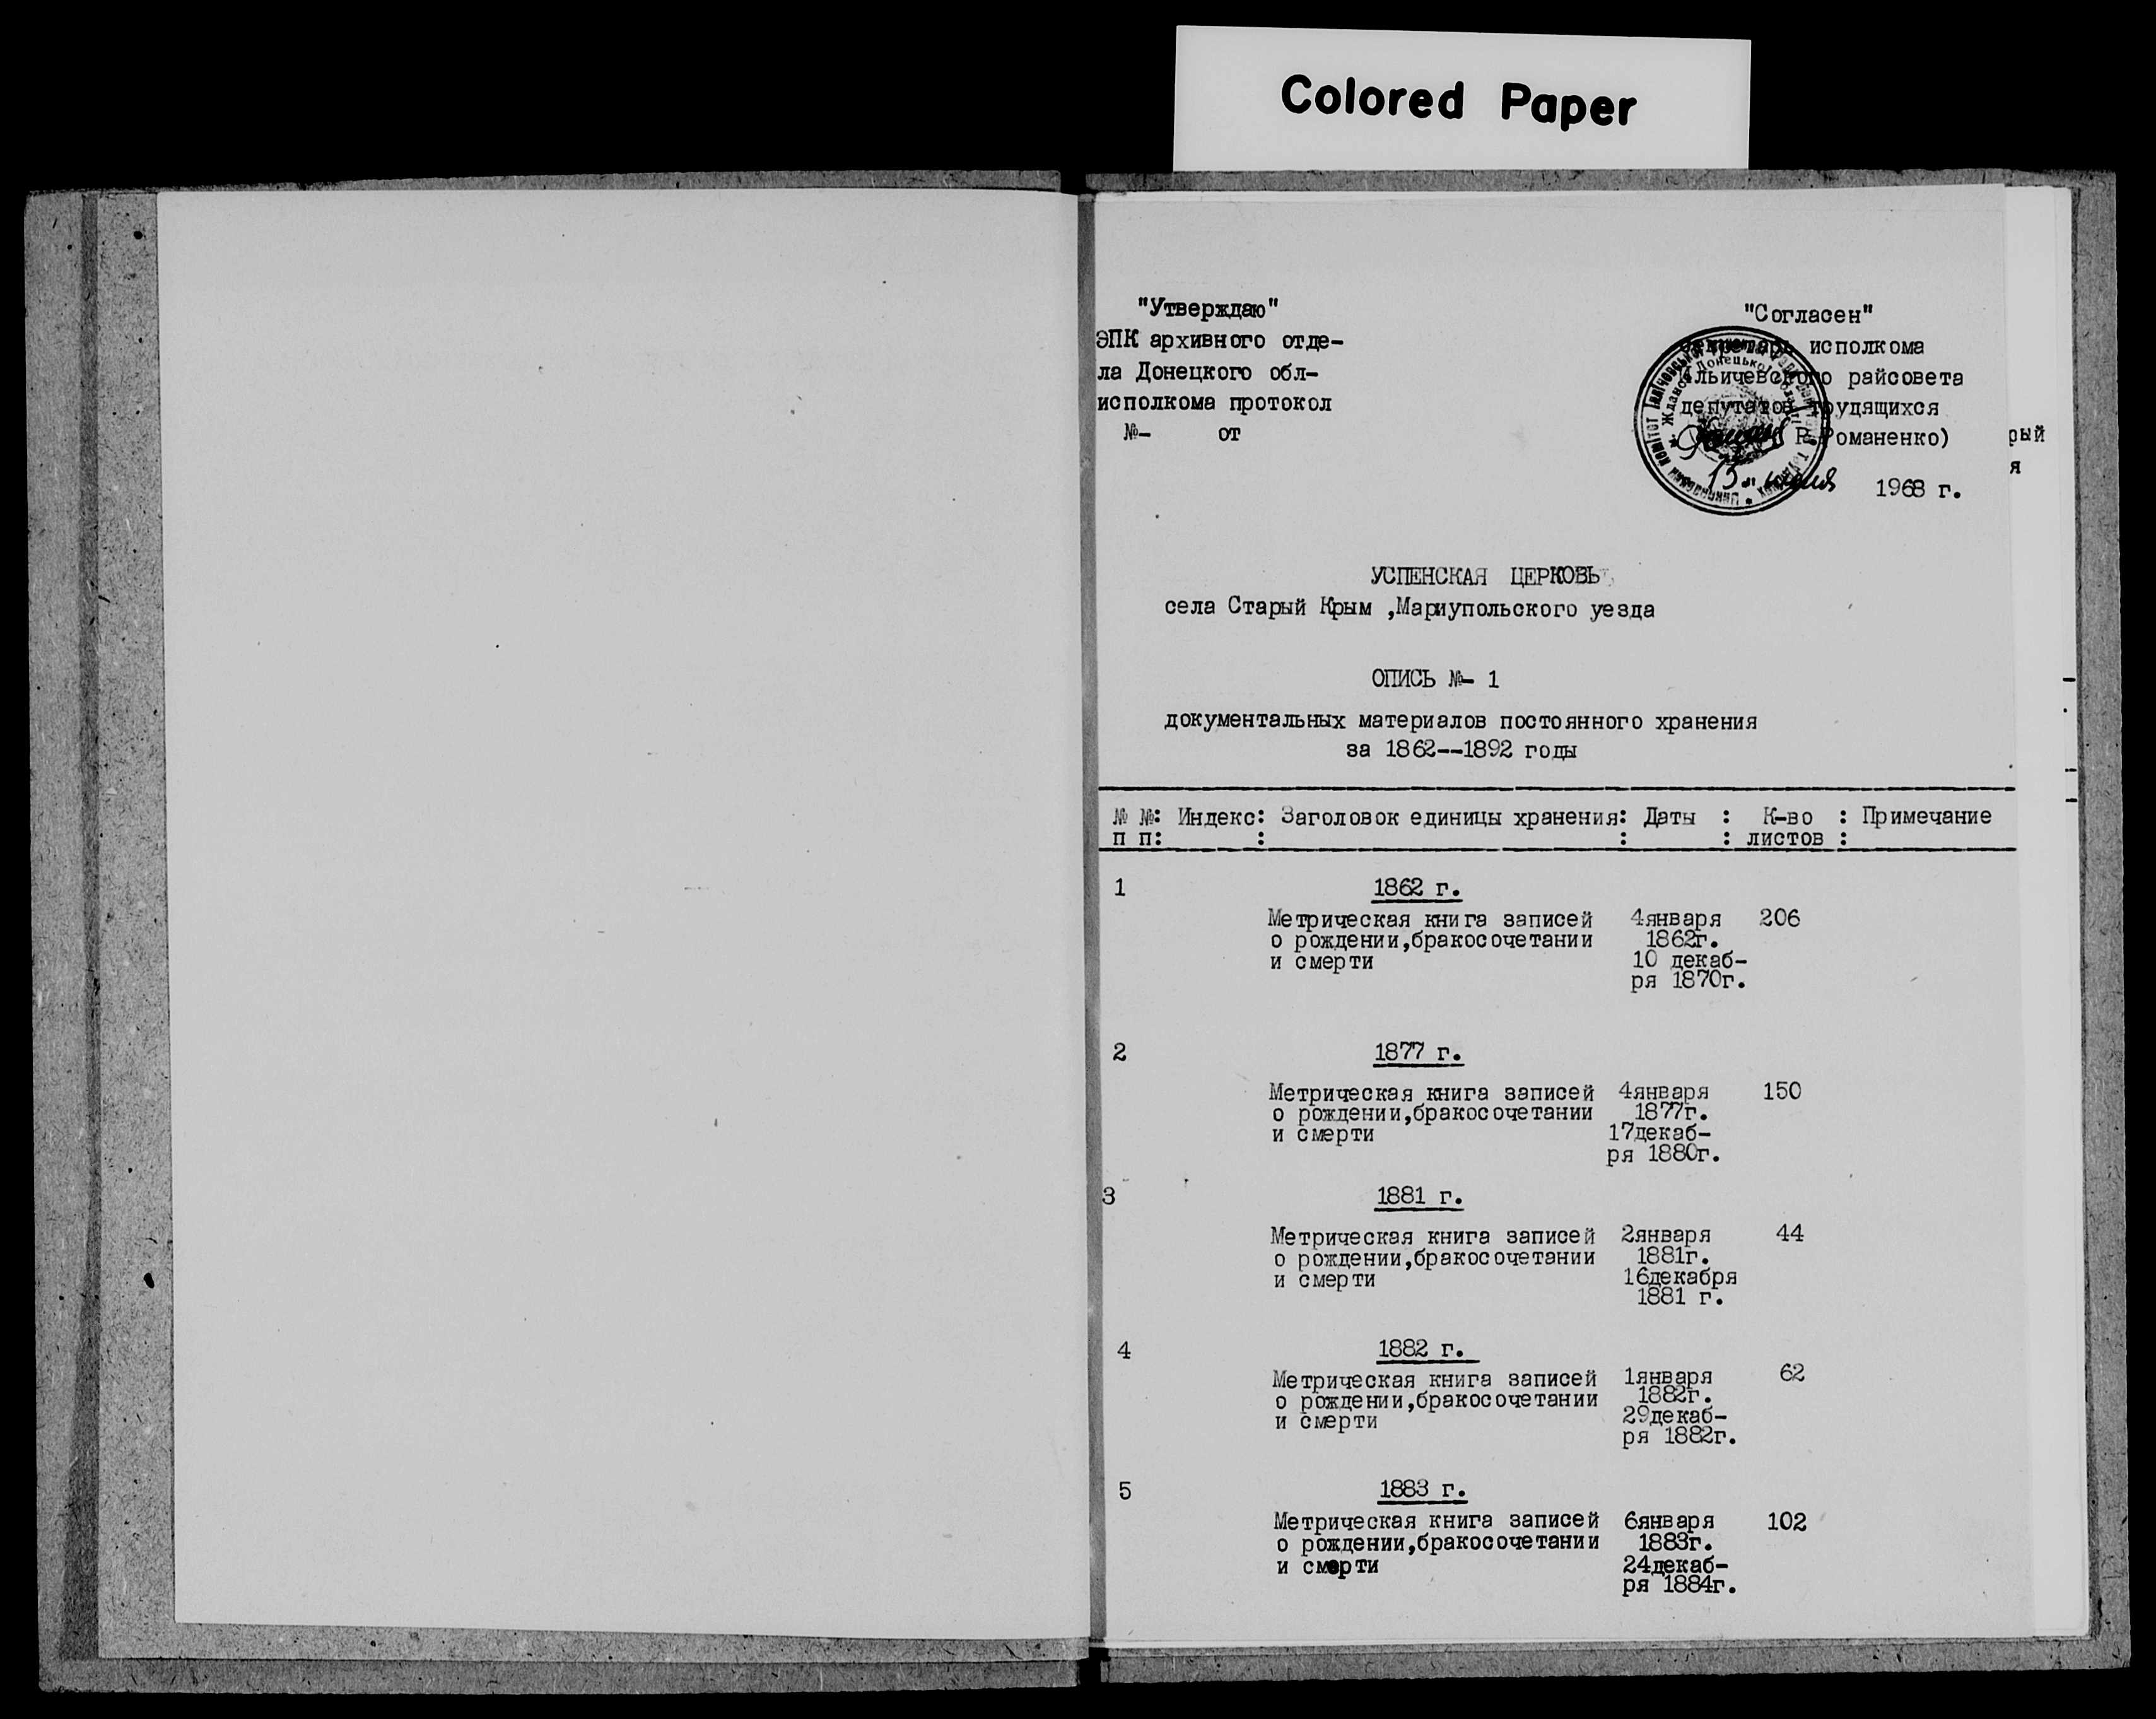 Colored Paper
"Утверждаю"
ЭПК архивного отде-
ла Донецкого обл-
исполкома протокол
№- от
"Согласен"
Секретарь исполкома
Ильичевского райсовета
депутатов трудящихся
Р.Романенко)
13 1968 г.
рый
я
УСПЕНСКАЯ ЦЕРКОВЬ
села Старый Крым ,Мариупольского уезда
ОПИСЬ №- 1
документальных материалов постоянного хранения
за 1862--1892 годы
№ №: Индекс: Заголовок единицы хранения: Даты : К-во : Примечание
п п: : : : листов :
1 1862 г.
Метрическая книга записей 4января 206
о рождении,бракосочетании 1862г.
и смерти 10 декаб-
ря 1870г.
2 1877 г.
Метрическая книга записей 4января 150
о рождении,бракосочетании 1877г.
и смерти 17декаб-
ря 1880г.
3 1881 г.
Метрическая книга записей 2января 44
о рождении,бракосочетании 1881г.
и смерти 16декабря
1881 г.
4 1882 г.
Метрическая книга записей 1января 62
о рождении,бракосочетании 1882г.
и смерти 29декаб-
ря 1882г.
5 1883 г.
Метрическая книга записей 6января 102
о рождении,бракосочетании 1883г.
и смерти 24декаб-
ря 1884г.